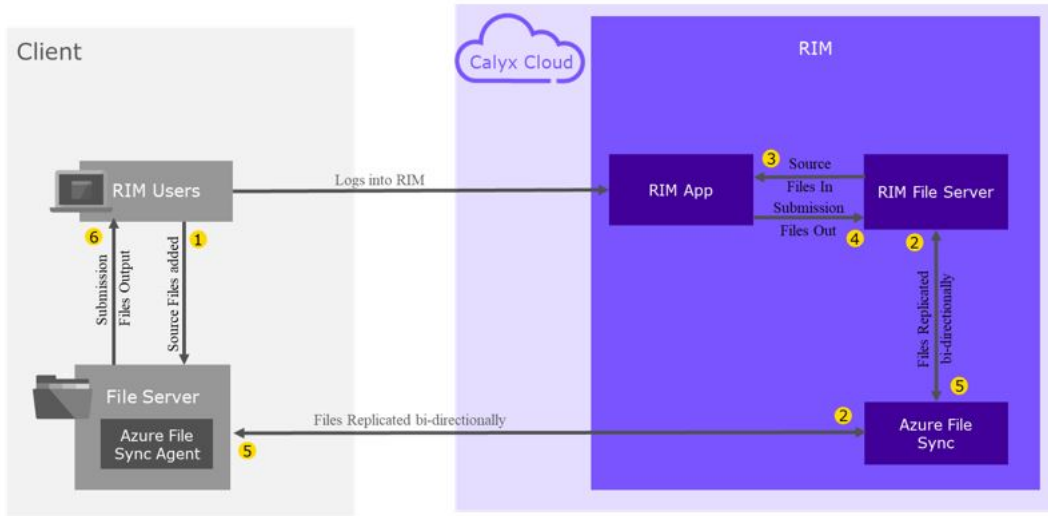 Client
Calyx Cloud
RIM
RIM Users
Logs into RIM
RIM App
3
Source
Files In
Submission
Files Out
4
RIM File Server
2
6
1
Submission
Files Output
Source Files added
Files Replicated
bi-directionally
5
File Server
Azure File
Sync Agent
5
Files Replicated bi-directionally
2
Azure File
Sync